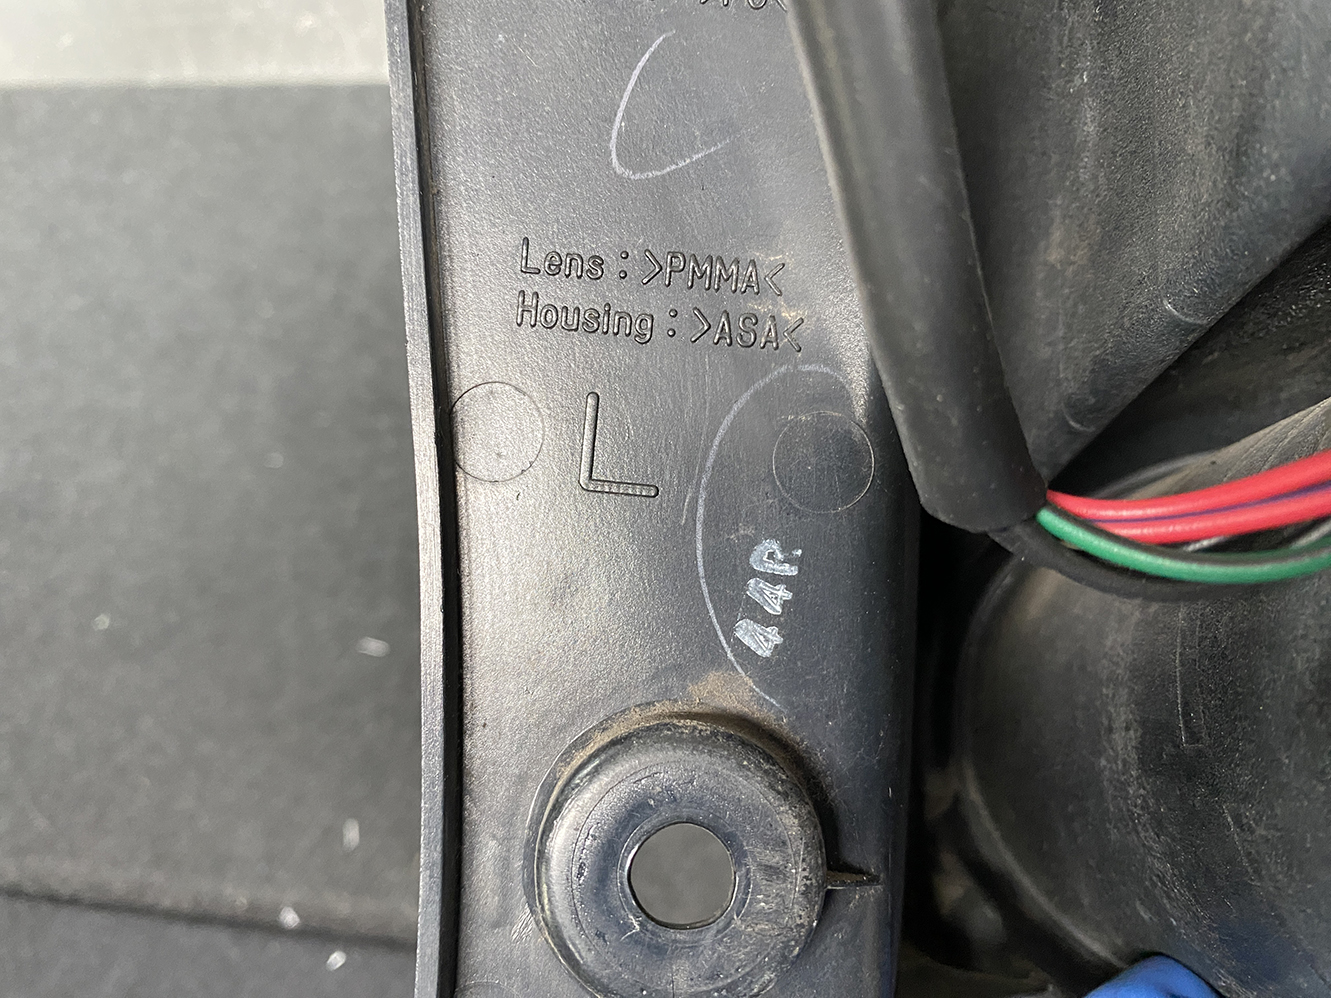 Lens : >PMMA<
Housing : >ASA<
L
44R